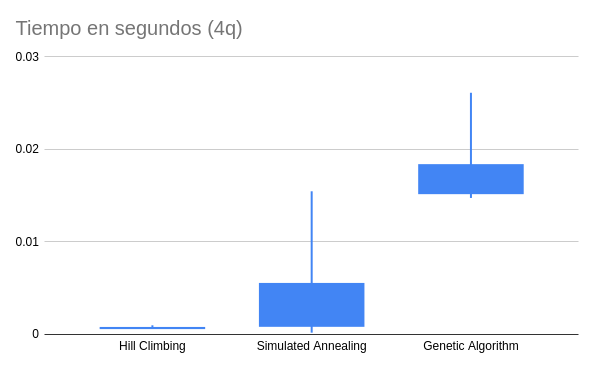 Tiempo en segundos (4q)
0.03
0.02
0.01
0
Hill Climbing Simulated Annealing Genetic Algorithm